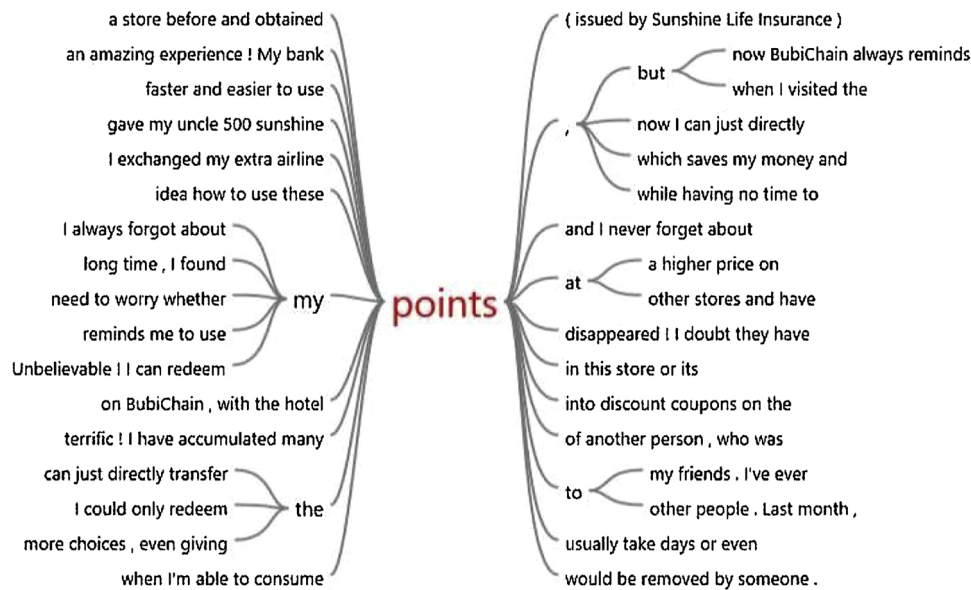 a store before and obtained
an amazing experience ! My bank
faster and easier to use
gave my uncle 500 sunshine
I exchanged my extra airline
idea how to use these
I always forgot about
long time , I found
need to worry whether
reminds me to use
Unbelievable ! I can redeem
my
on BubiChain , with the hotel
terrific ! I have accumulated many
can just directly transfer
I could only redeem
more choices , even giving
the
when I'm able to consume
points
( issued by Sunshine Life Insurance )
,
but
now BubiChain always reminds
when I visited the
now I can just directly
which saves my money and
while having no time to
and I never forget about
at
a higher price on
other stores and have
disappeared ! I doubt they have
in this store or its
into discount coupons on the
of another person , who was
to
my friends . I've ever
other people . Last month ,
usually take days or even
would be removed by someone .